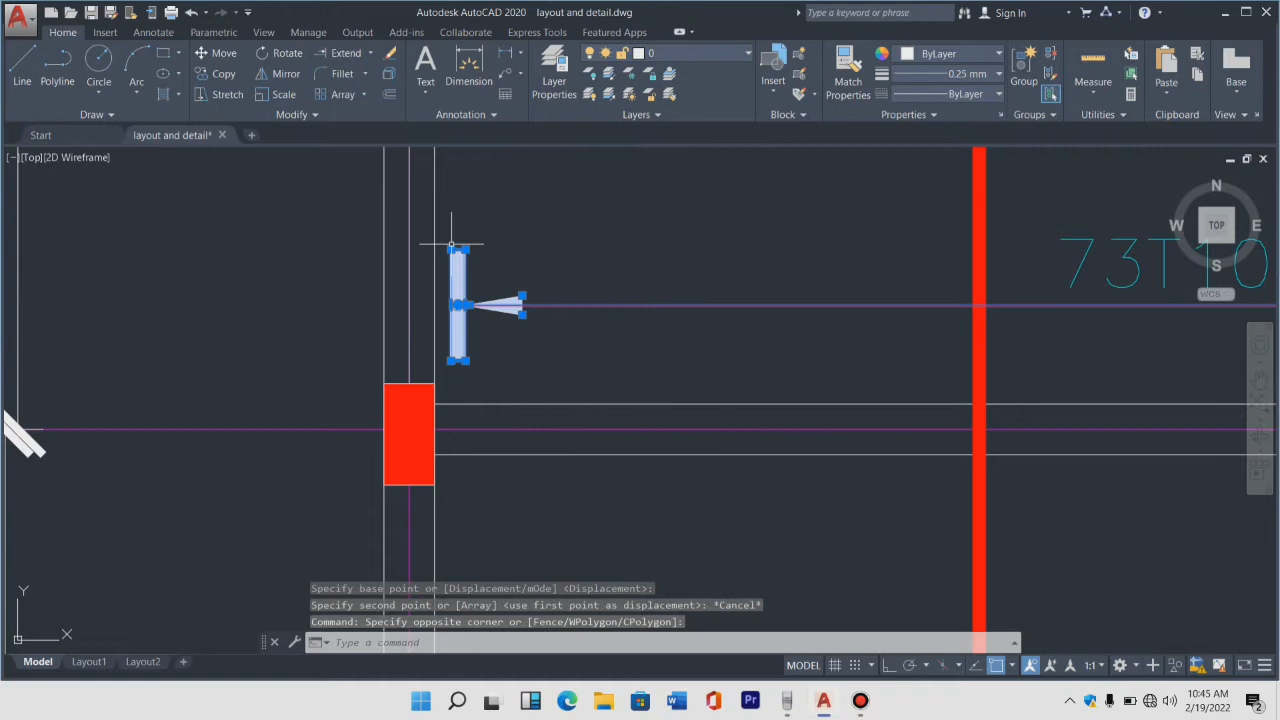 Autodesk AutoCAD 2020 layout and detail.dwg
Type a keyword or phrase
Sign In
Home Insert Annotate Parametric View Manage Output Add-ins Collaborate Express Tools Featured Apps
Line
Polyline
Circle
Arc
Move
Rotate
Extend
Copy
Mirror
Fillet
Stretch
Scale
Array
Text
Dimension
Layer
Properties
0
Insert
Match
Properties
ByLayer
0.25 mm
ByLayer
Group
Measure
Paste
Base
Draw
Modify
Annotation
Layers
Block
Properties
Groups
Utilities
Clipboard
View
Start
layout and detail*
[−][Top][2D Wireframe]
N
W
TOP
E
S
WCS
73T10
Specify base point or [Displacement/mOde] <Displacement>:
Specify second point or [Array] <use first point as displacement>: *Cancel*
Command: Specify opposite corner or [Fence/WPolygon/CPolygon]:
Type a command
Y
X
Model Layout1 Layout2
MODEL
1:1
10:45 AM
2/19/2022
2